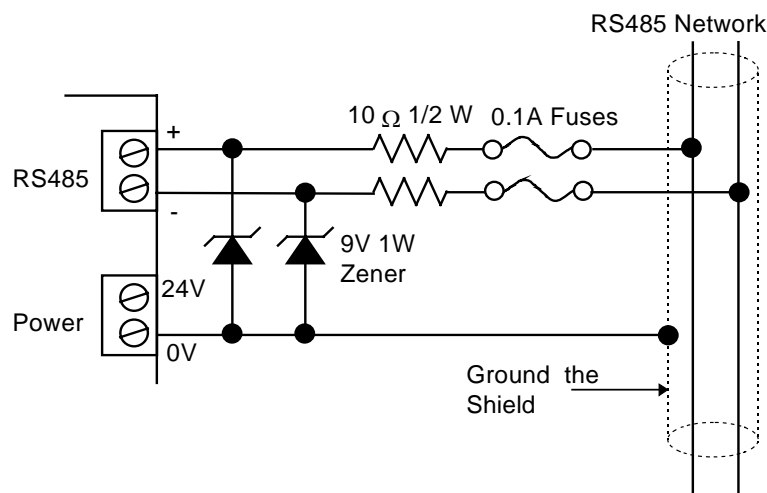 RS485 Network
10 Ω 1/2 W
0.1A Fuses
+
RS485
-
9V 1W
Zener
24V
Power
0V
Ground the
Shield